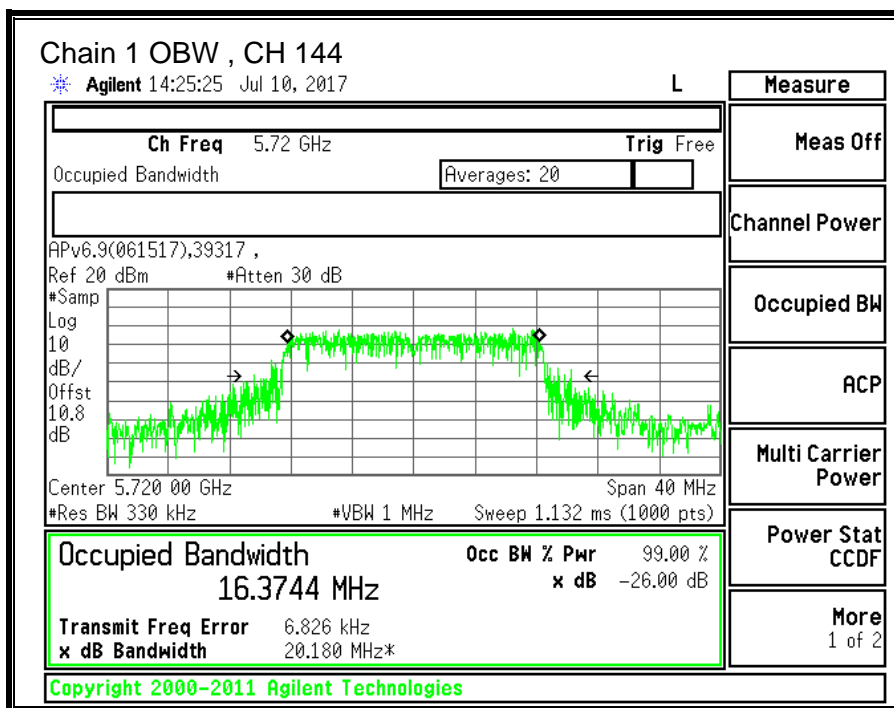 Chain 1 OBW , CH 144
Agilent 14:25:25 Jul 10, 2017 L
Measure
Ch Freq 5.72 GHz Trig Free
Meas Off
Occupied Bandwidth Averages: 20
Channel Power
APv6.9(061517),39317 ,
Ref 20 dBm #Atten 30 dB
#Samp
Log
10
dB/
Offst
10.8
dB
Occupied BW
ACP
Multi Carrier
Power
Center 5.720 00 GHz Span 40 MHz
#Res BW 330 kHz #VBW 1 MHz Sweep 1.132 ms (1000 pts)
Power Stat
CCDF
Occupied Bandwidth Occ BW % Pwr 99.00 %
16.3744 MHz x dB -26.00 dB
Transmit Freq Error 6.826 kHz
x dB Bandwidth 20.180 MHz*
More
1 of 2
Copyright 2000-2011 Agilent Technologies